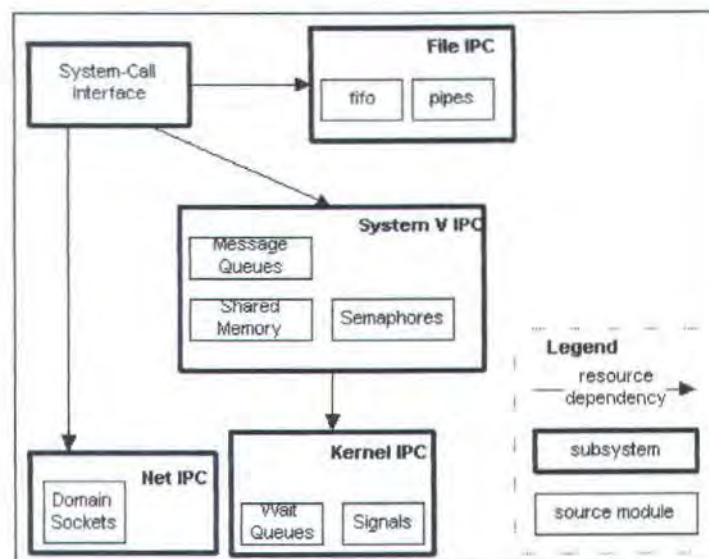 File IPC
System-Call
Interface
fifo
pipes
System V IPC
Message
Queues
Shared
Memory
Semaphores
Legend
resource
dependency
subsystem
source module
Kernel IPC
Wait
Queues
Signals
Net IPC
Domain
Sockets